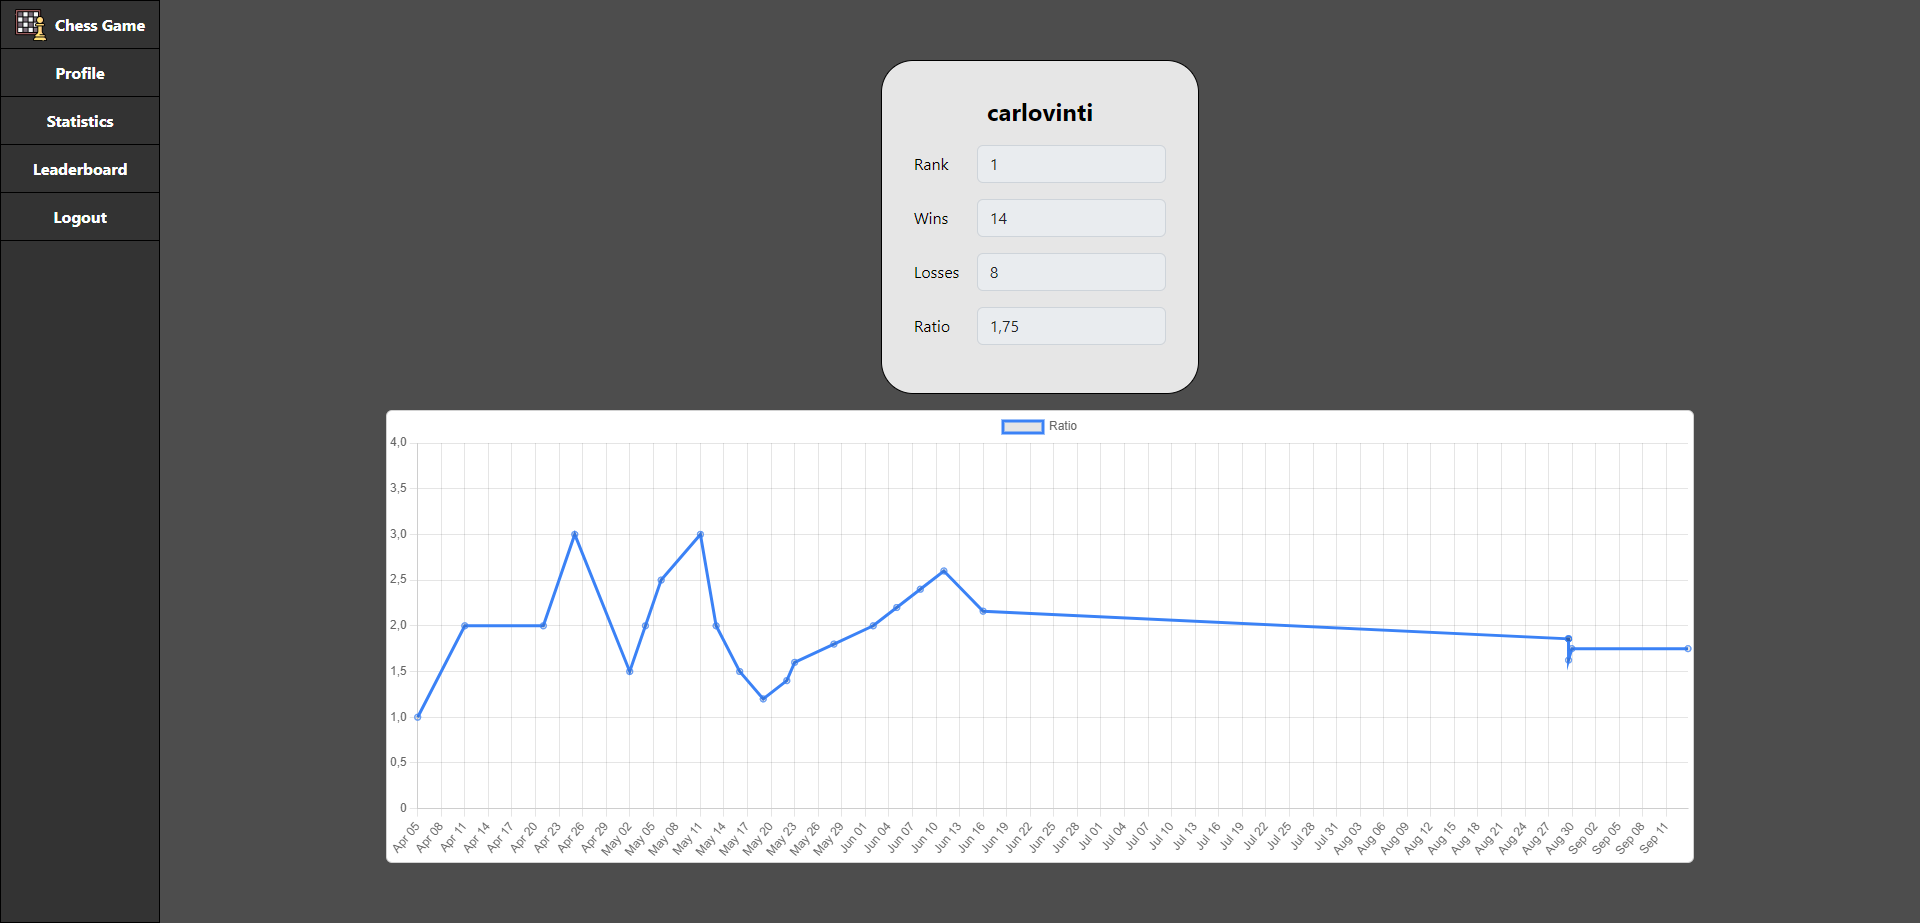 Chess Game
Profile
Statistics
Leaderboard
Logout
carlovinti
Rank 1
Wins 14
Losses 8
Ratio 1,75
Ratio
4,0
3,5
3,0
2,5
2,0
1,5
1,0
0,5
0
Apr 05 Apr 08 Apr 11 Apr 14 Apr 17 Apr 20 Apr 23 Apr 26 Apr 29 May 02 May 05 May 08 May 11 May 14 May 17 May 20 May 23 May 26 May 29 Jun 01 Jun 04 Jun 07 Jun 10 Jun 13 Jun 16 Jun 19 Jun 22 Jun 25 Jun 28 Jul 01 Jul 04 Jul 07 Jul 10 Jul 13 Jul 16 Jul 19 Jul 22 Jul 25 Jul 28 Jul 31 Aug 03 Aug 06 Aug 09 Aug 12 Aug 15 Aug 18 Aug 21 Aug 24 Aug 27 Aug 30 Sep 02 Sep 05 Sep 08 Sep 11